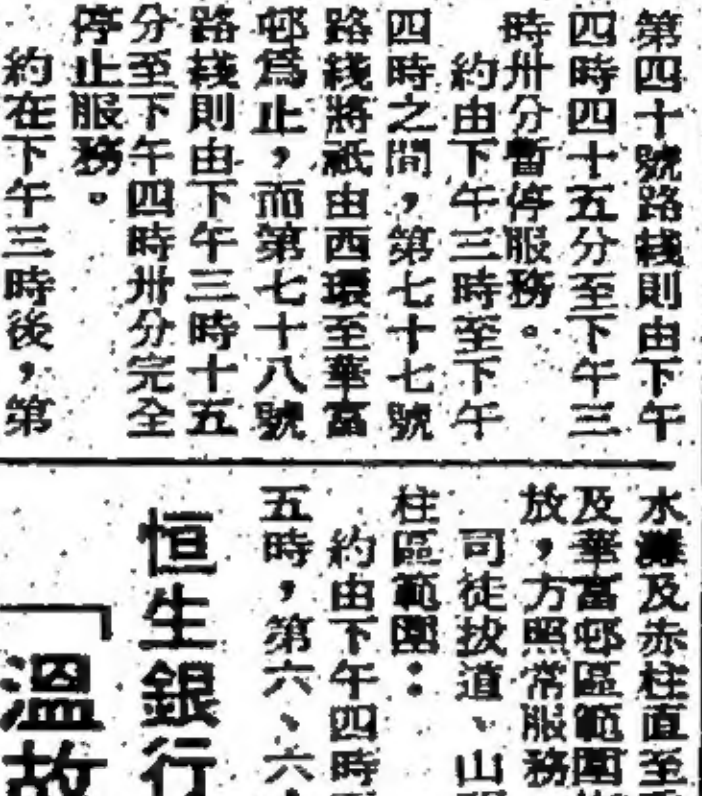 第四十號路綫則由下午
四時四十五分至下午三
時卅分暫停服務。
約由下午三時至下午
四時之間，第七十七號
路綫將祇由西環至華富
邨爲止，而第七十八號
路綫則由下午三時十五
分至下午四時卅分完全
停止服務。
約在下午三時後，第
水灘及赤柱直至
及華富邨區範圍
放，方照常服務
司徒拔道、山
柱區範圍：
約由下午四時
五時，第六、六
恒生銀行
溫故